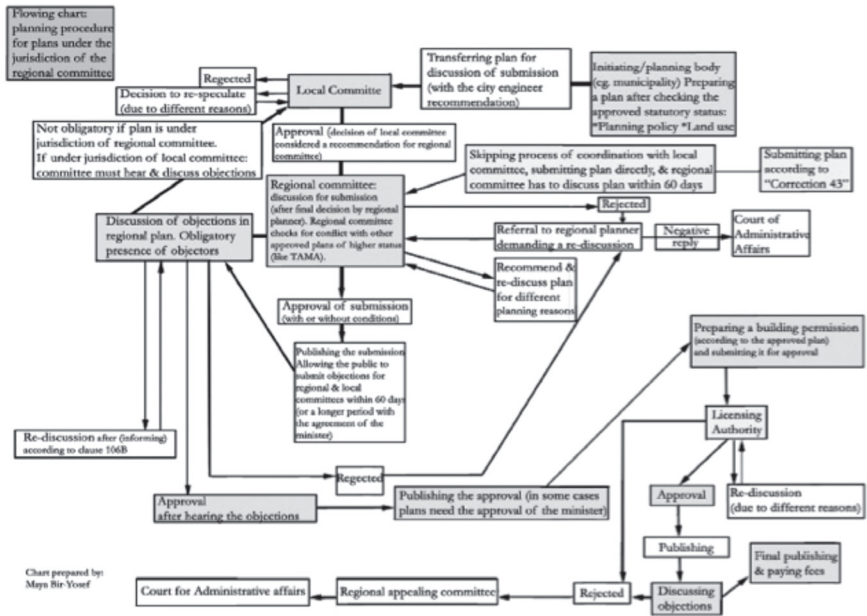 Flowing chart:
planning procedure
for plans under the
jurisdiction of the
regional committee
Regected
Decision to re-speculate
(due to different reasons)
Local Committe
Transferring plan for
discussion of submission
(with the city engineer
recommendation)
Initiating/planning body
(eg. municipality) Preparing
a plan after checking the
approved statutory status:
*Planning policy *Land use
Not obligatory if plan is under
jurisdiction of regional committee.
If under jurisdiction of local committee:
committee must hear & discuss objections
Approval (decision of local committee
considered a recommendation for regional
committee)
Skipping process of coordination with local
committee, submitting plan directly, & regional
committee has to discuss plan within 60 days
Submitting plan
according to
"Correction 43"
Regional committee:
discussion for submission
(after final decision by regional
planner). Regional committee
checks for conflict with other
approved plans of higher status
(like TAMA).
Rejected
Discussion of objections in
regional plan. Obligatory
presence of objectors
Referral to regional planner
demanding a re-discussion
Negative
reply
Court of
Administrative
Affairs
Recommend &
re-discuss plan
for different
planning reasons
Approval of submission
(with or without conditions)
Publishing the submission
Allowing the public to
submit objections for
regional & local
committees within 60 days
(or a longer period with
the agreement of the
minister)
Preparing a building permission
(according to the approved plan)
and submitting it for approval
Licensing
Authority
Re-discussion after (informing)
according to clause 106B
Regected
Approval
after hearing the objections
Publishing the approval (in some cases
plans need the approval of the minister)
Approval
Re-discussion
(due to different reasons)
Publishing
Final publishing
& paying fees
Chart prepared by:
Maya Bir-Yosef
Court for Administrative affairs
Regional appealing committee
Rejected
Discussing
objections